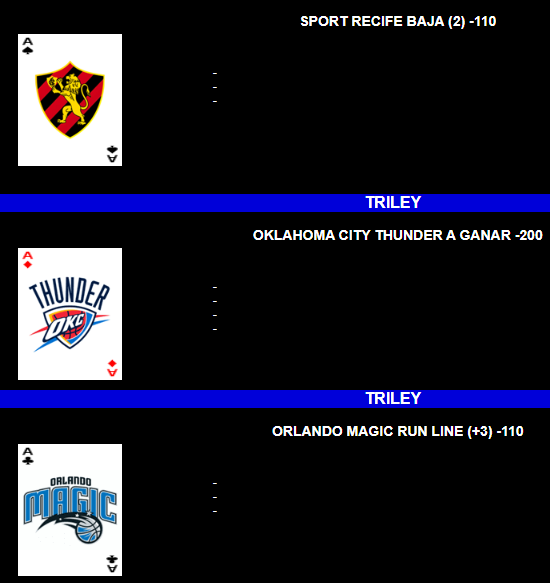 SPORT RECIFE BAJA (2) -110
A
-
-
-
A
TRILEY
OKLAHOMA CITY THUNDER A GANAR -200
A
THUNDER
OKC
-
-
-
-
A
TRILEY
ORLANDO MAGIC RUN LINE (+3) -110
A
ORLANDO
MAGIC
-
-
-
A